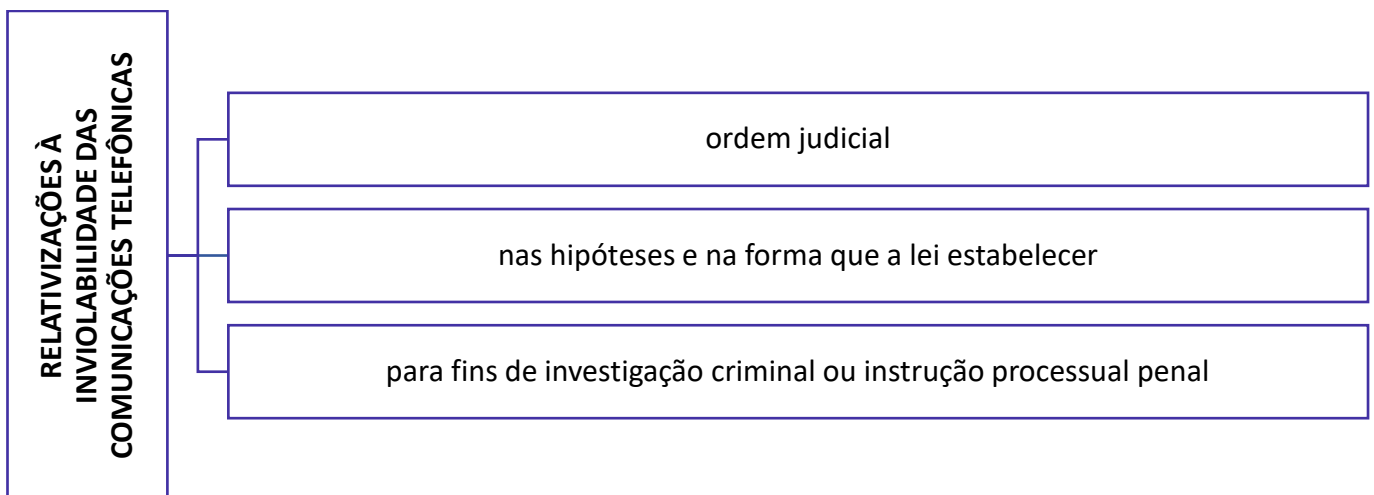 RELATIVIZAÇÕES À
INVIOLABILIDADE DAS
COMUNICAÇÕES TELEFÔNICAS
ordem judicial
nas hipóteses e na forma que a lei estabelecer
para fins de investigação criminal ou instrução processual penal